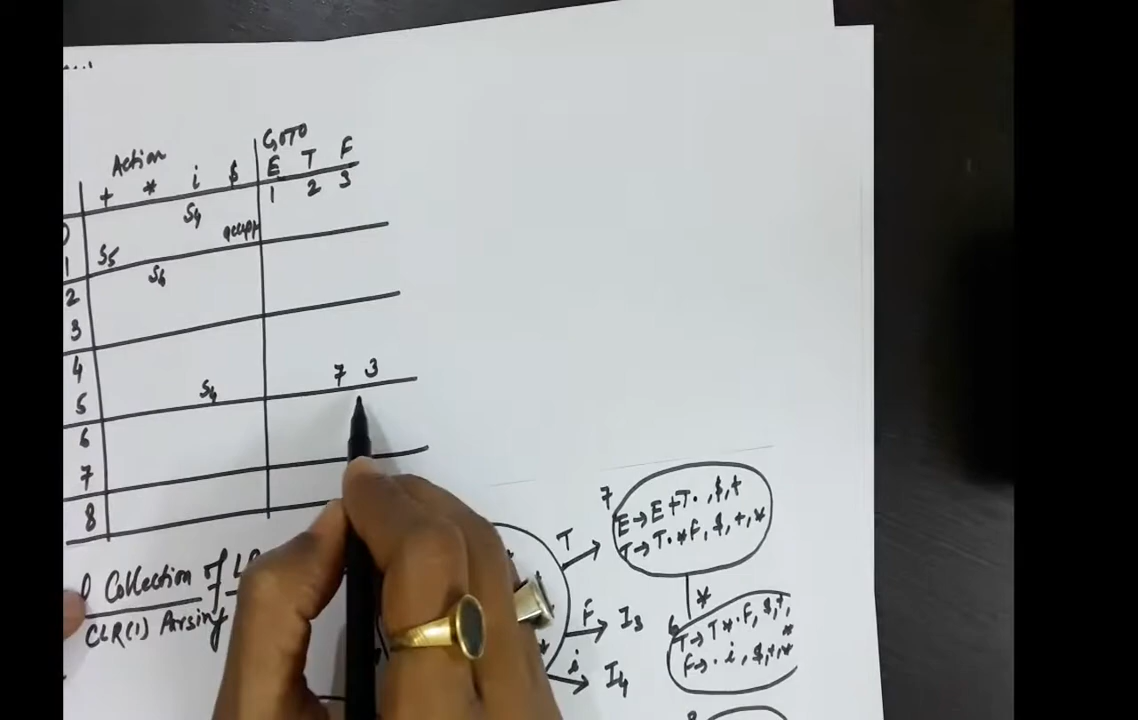 ....
Action GOTO
+ * i $ E T F
0 S4 1 2 3
1 S5 accept
2 S6
3
4
5 S4 7 3
6
7
8
Collection of
CLR(1) Parsing
T
7
E → E + T . , $, +
T → T . * F, $, +, *
*
F I3
6
T → T * . F, $, +, *
F → . i, $, +, *
i I4
8